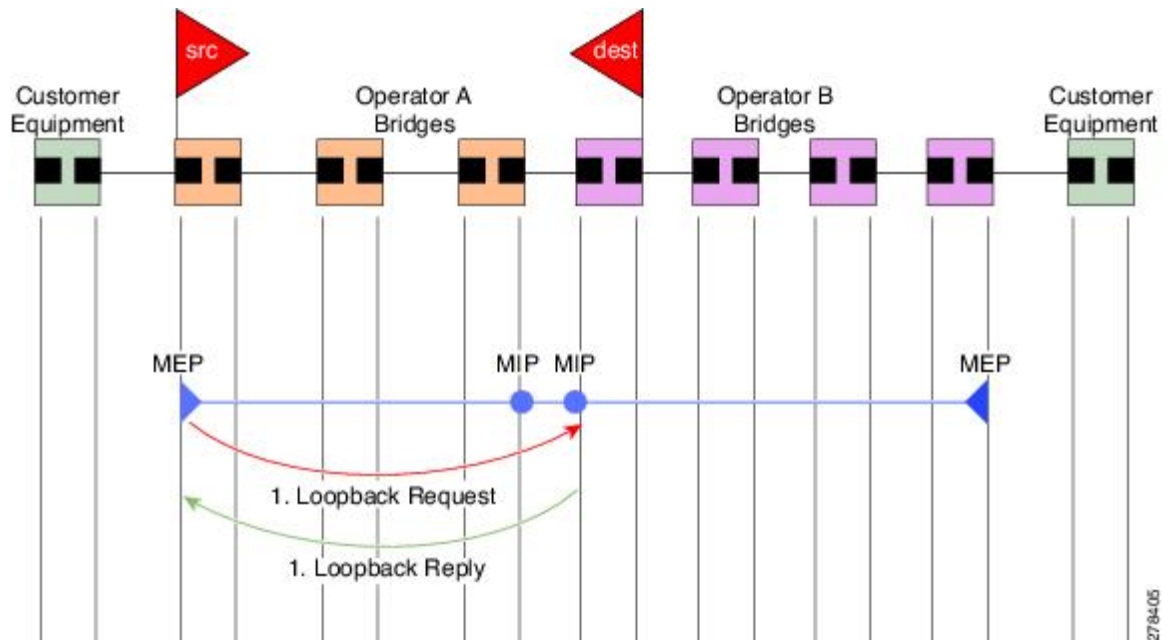 src
dest
Customer
Equipment
Operator A
Bridges
Operator B
Bridges
Customer
Equipment
MEP
MIP
MIP
MEP
1. Loopback Request
1. Loopback Reply
278405